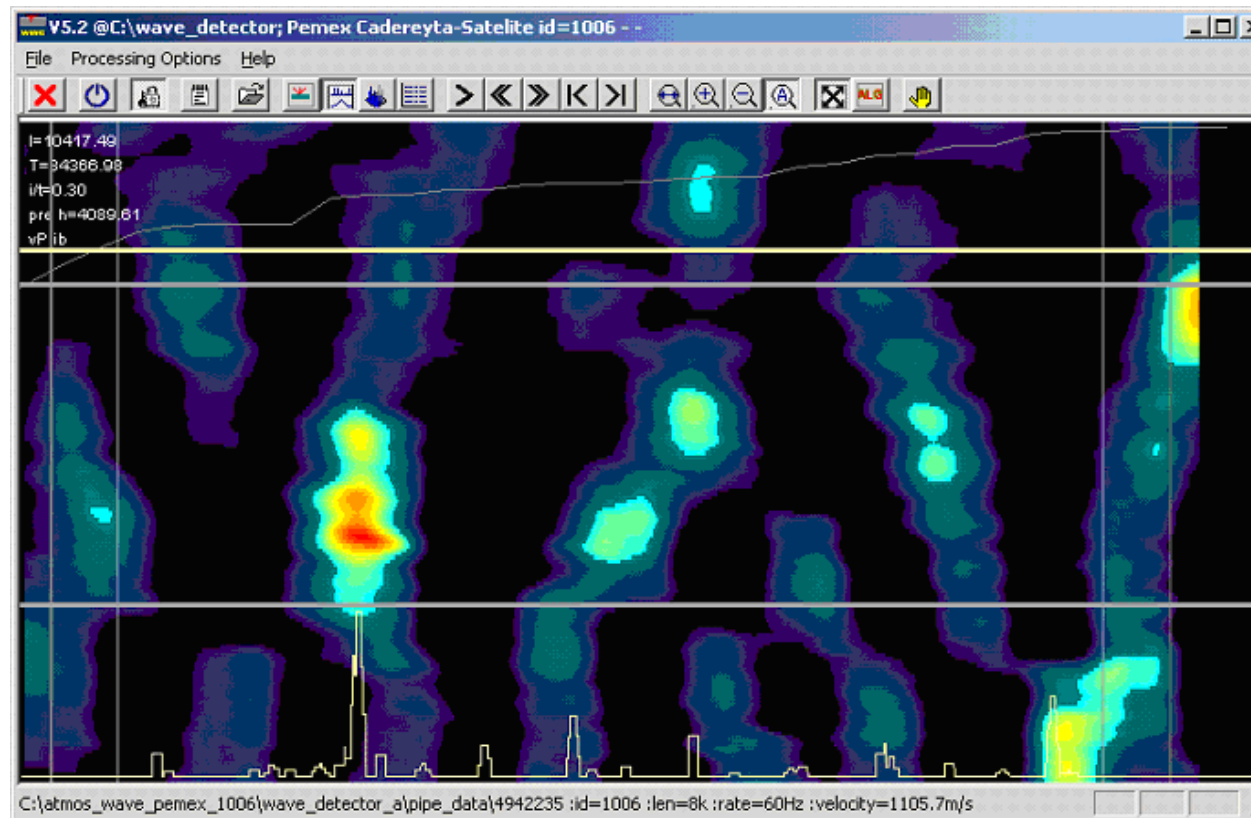 V5.2 @C:\wave_detector; Pemex Cadereyta-Satelite id=1006 - -
File Processing Options Help
ALG
I=10417.49
T=34366.98
i/t=0.30
pre h=4089.61
C:\atmos_wave_pemex_1006\wave_detector_a\pipe_data\4942235 :id=1006 :len=8k :rate=60Hz :velocity=1105.7m/s